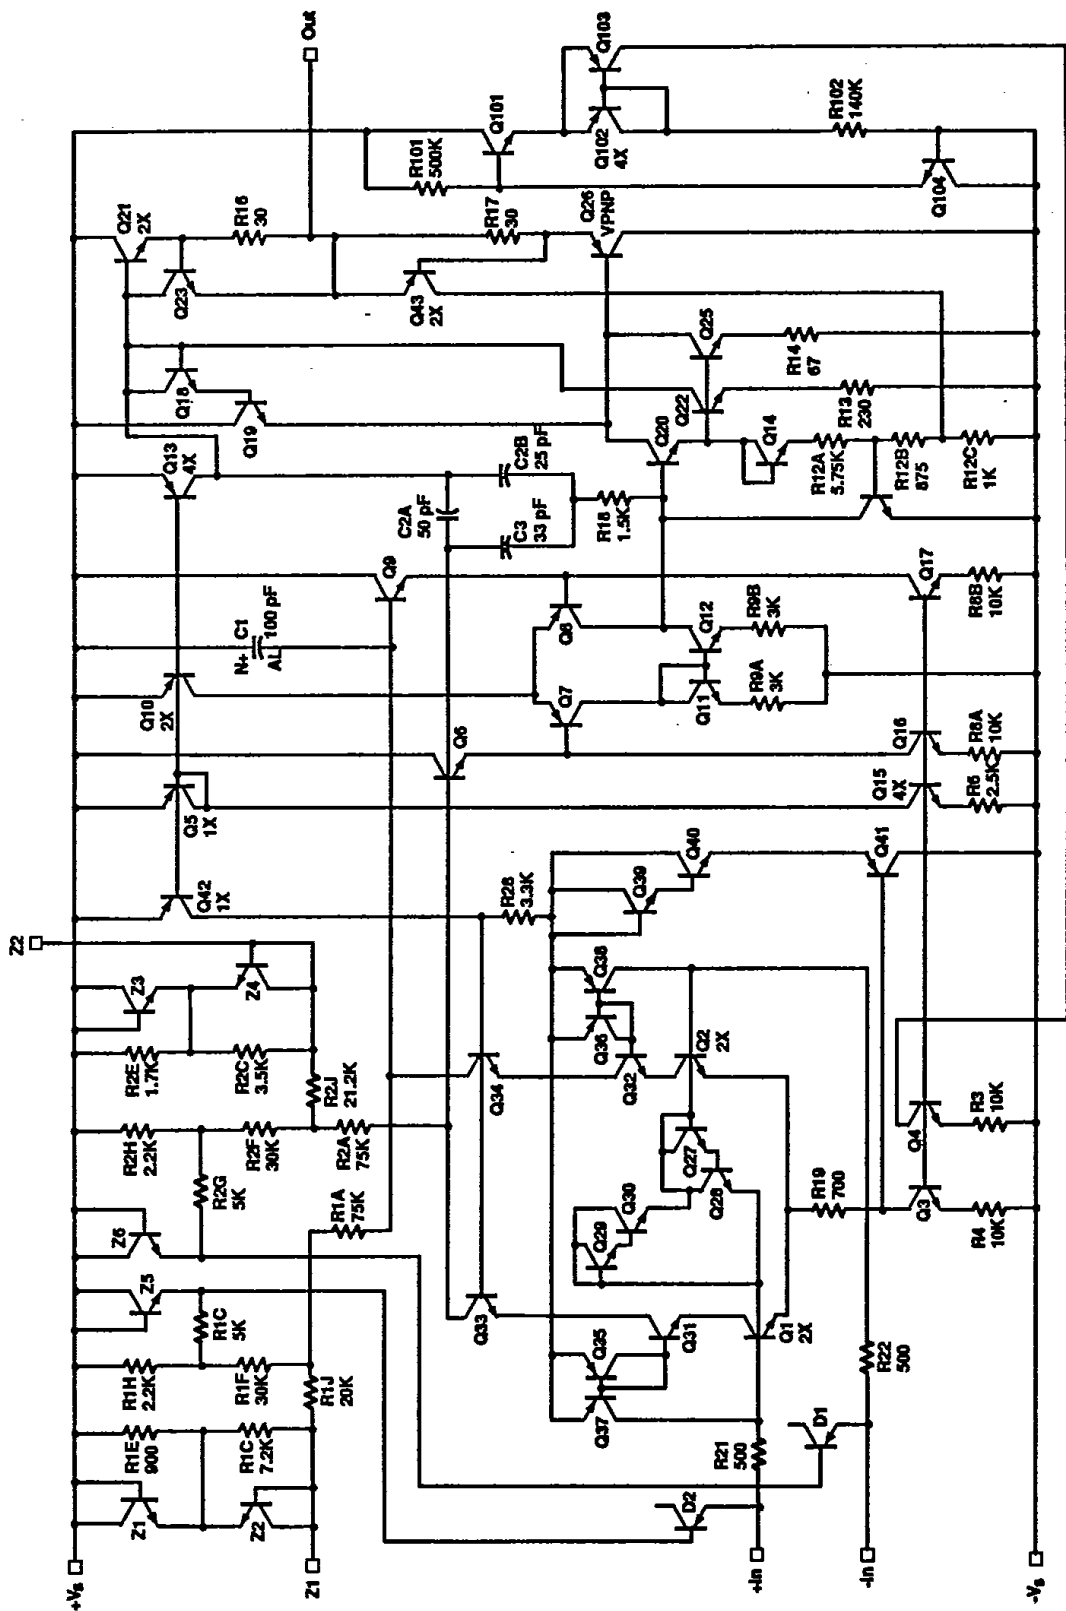 Z2
+Vs
Z1
R1E
900
R1H
2.2K
Z5
Z6
R2H
2.2K
R2E
1.7K
Z3
Q42
1X
Q5
1X
Q10
2X
Q13
4X
Q21
2X
Z2
R1C
7.2K
R1F
30K
R1C
5K
R2G
5K
R2F
30K
R2C
3.5K
Z4
N+
C1
100 pF
AL
Q18
Q23
R16
30
Z1
R1J
20K
R1A
75K
R2A
75K
R2J
21.2K
Q9
Q19
Out
C2A
50 pF
Q6
Q33
Q34
R28
3.3K
C3
33 pF
C2B
25 pF
Q43
2X
R17
30
R101
500K
Q101
Q37
Q35
Q29
Q30
Q36
Q38
Q39
Q40
Q7
Q8
R18
1.5K
Q20
Q26
VPNP
Q102
4X
Q103
Q31
Q28
Q27
Q32
Q2
2X
Q11
Q12
Q22
Q25
D2
R21
500
Q1
2X
R9A
3K
R9B
3K
Q14
R14
67
+In
D1
R19
700
R12A
5.75K
R13
230
R102
140K
-In
R22
500
Q41
Q15
4X
Q16
Q17
R12B
875
Q104
Q3
Q4
R4
10K
R3
10K
R6
2.5K
R8A
10K
R8B
10K
R12C
1K
-Vs